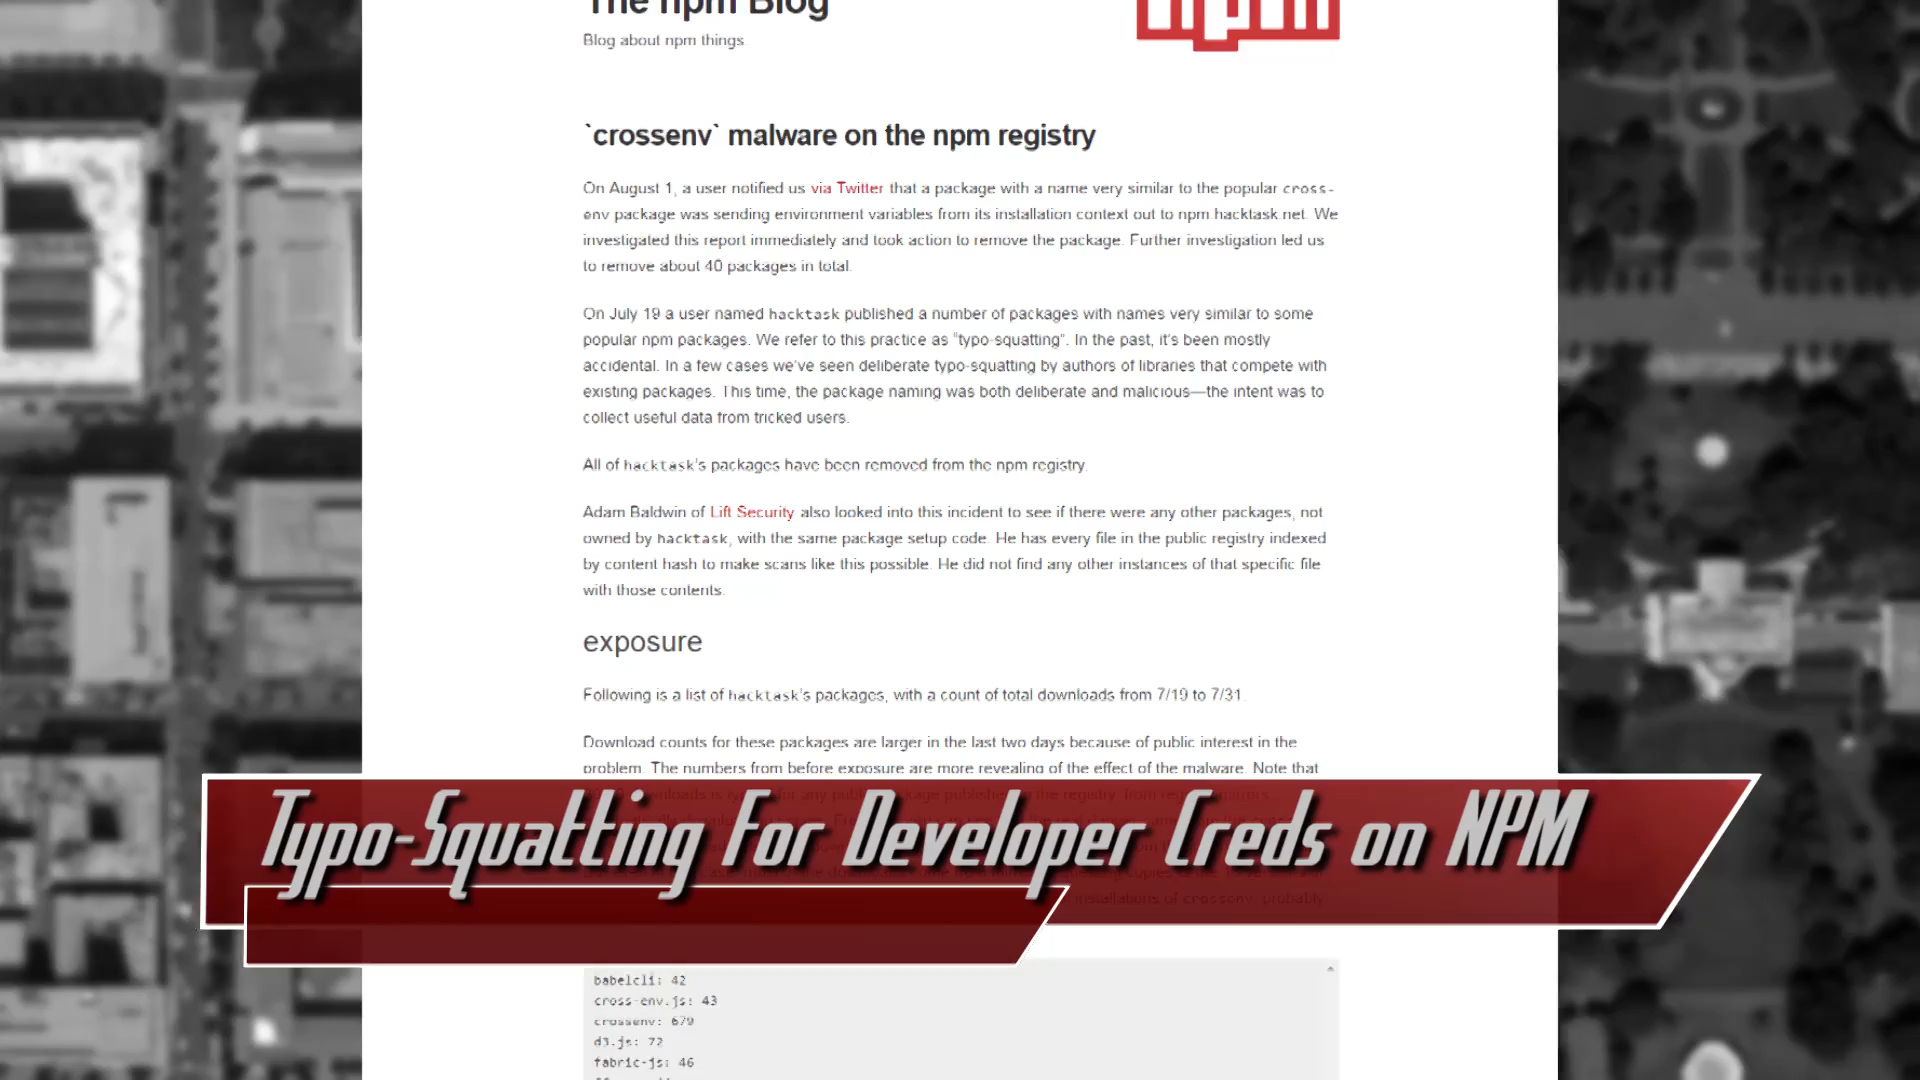 The npm Blog
npm
Blog about npm things
`crossenv` malware on the npm registry
On August 1, a user notified us via Twitter that a package with a name very similar to the popular cross-
env package was sending environment variables from its installation context out to npm.hacktask.net. We
investigated this report immediately and took action to remove the package. Further investigation led us
to remove about 40 packages in total.
On July 19 a user named hacktask published a number of packages with names very similar to some
popular npm packages. We refer to this practice as "typo-squatting". In the past, it's been mostly
accidental. In a few cases we've seen deliberate typo-squatting by authors of libraries that compete with
existing packages. This time, the package naming was both deliberate and malicious—the intent was to
collect useful data from tricked users.
All of hacktask's packages have been removed from the npm registry.
Adam Baldwin of Lift Security also looked into this incident to see if there were any other packages, not
owned by hacktask, with the same package setup code. He has every file in the public registry indexed
by content hash to make scans like this possible. He did not find any other instances of that specific file
with those contents.
exposure
Following is a list of hacktask's packages, with a count of total downloads from 7/19 to 7/31.
Download counts for these packages are larger in the last two days because of public interest in the
problem. The numbers from before exposure are more revealing of the effect of the malware. Note that
Typo-Squatting For Developer Creds on NPM
installations of crossenv, probably
babelcli: 42
cross-env.js: 43
crossenv: 679
d3.js: 72
fabric-js: 46